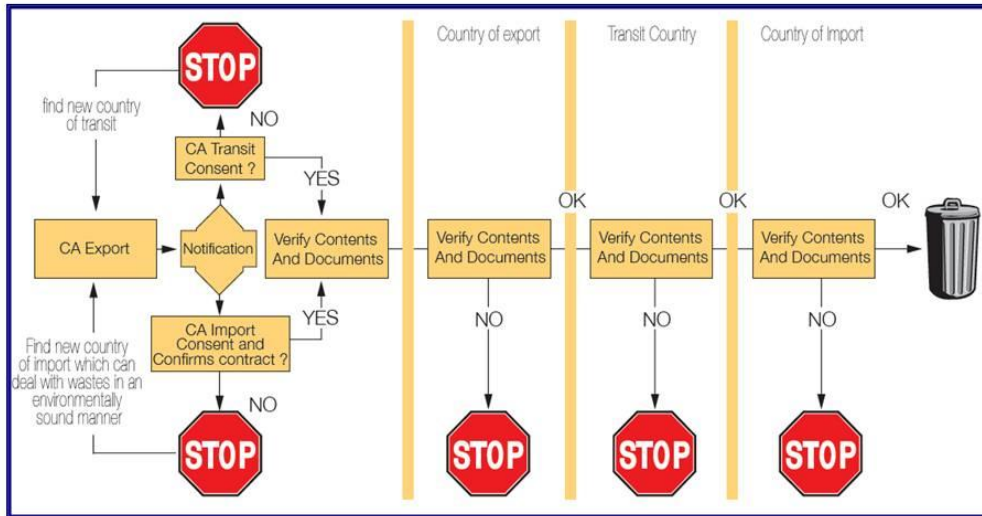 Country of export
Transit Country
Country of Import
STOP
find new country
of transit
NO
CA Transit
Consent ?
YES
OK
OK
OK
CA Export
Notification
Verify Contents
And Documents
Verify Contents
And Documents
Verify Contents
And Documents
Verify Contents
And Documents
YES
NO
NO
NO
CA Import
Consent and
Confirms contract ?
Find new country
of import which can
deal with wastes in an
environmentally
sound manner
NO
STOP
STOP
STOP
STOP